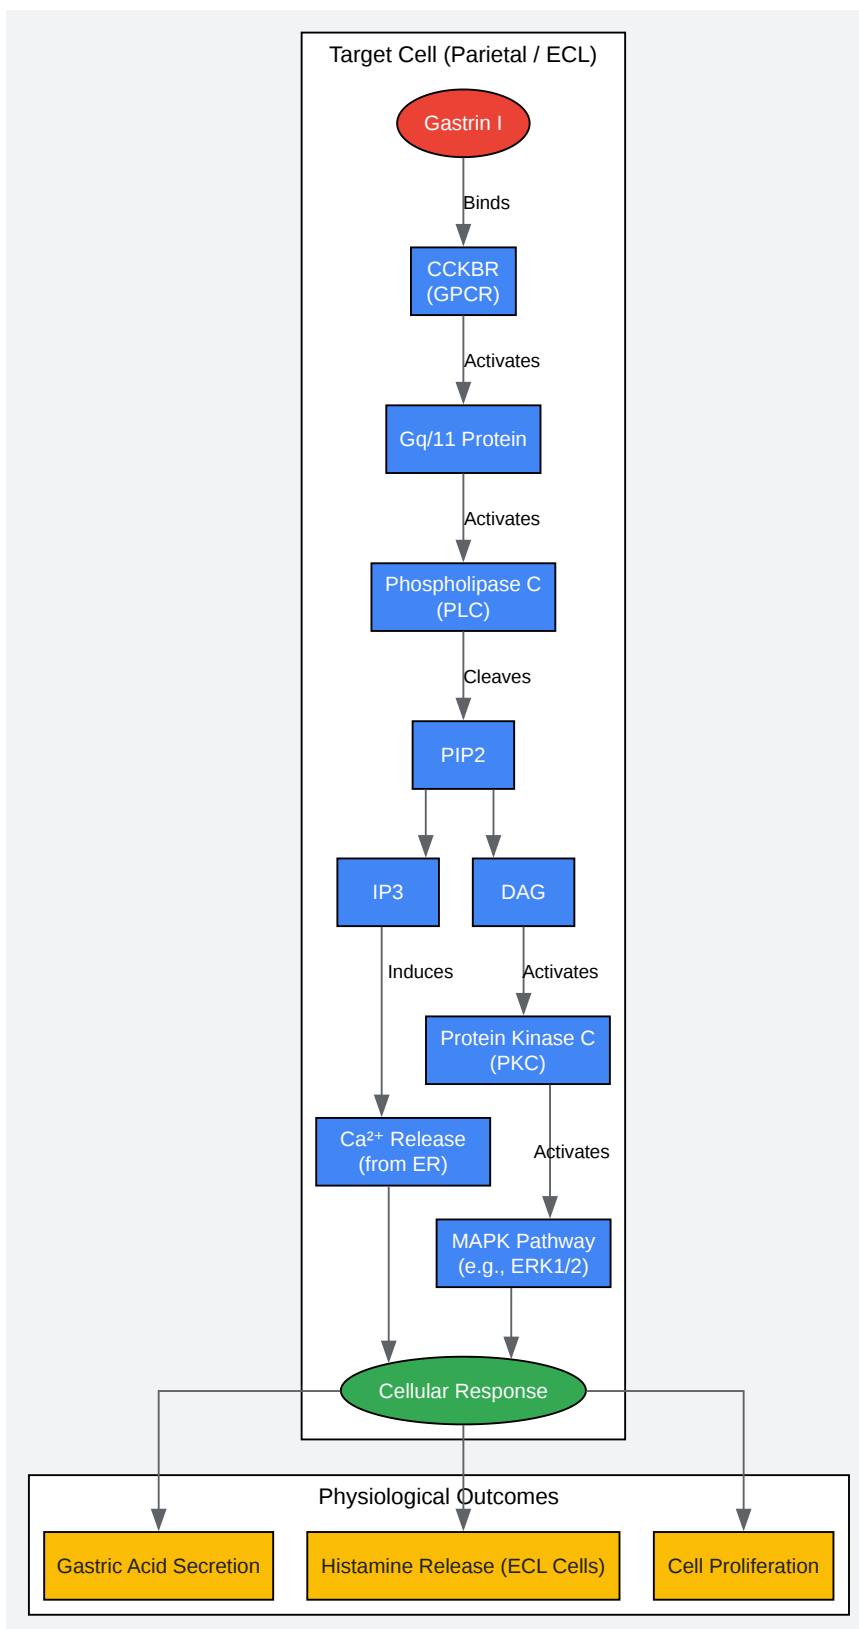 Target Cell (Parietal / ECL)
Gastrin I
Binds
CCKBR
(GPCR)
Activates
Gq/11 Protein
Activates
Phospholipase C
(PLC)
Cleaves
PIP2
IP3
DAG
Induces
Activates
Protein Kinase C
(PKC)
Ca²⁺ Release
(from ER)
Activates
MAPK Pathway
(e.g., ERK1/2)
Cellular Response
Physiological Outcomes
Gastric Acid Secretion
Histamine Release (ECL Cells)
Cell Proliferation